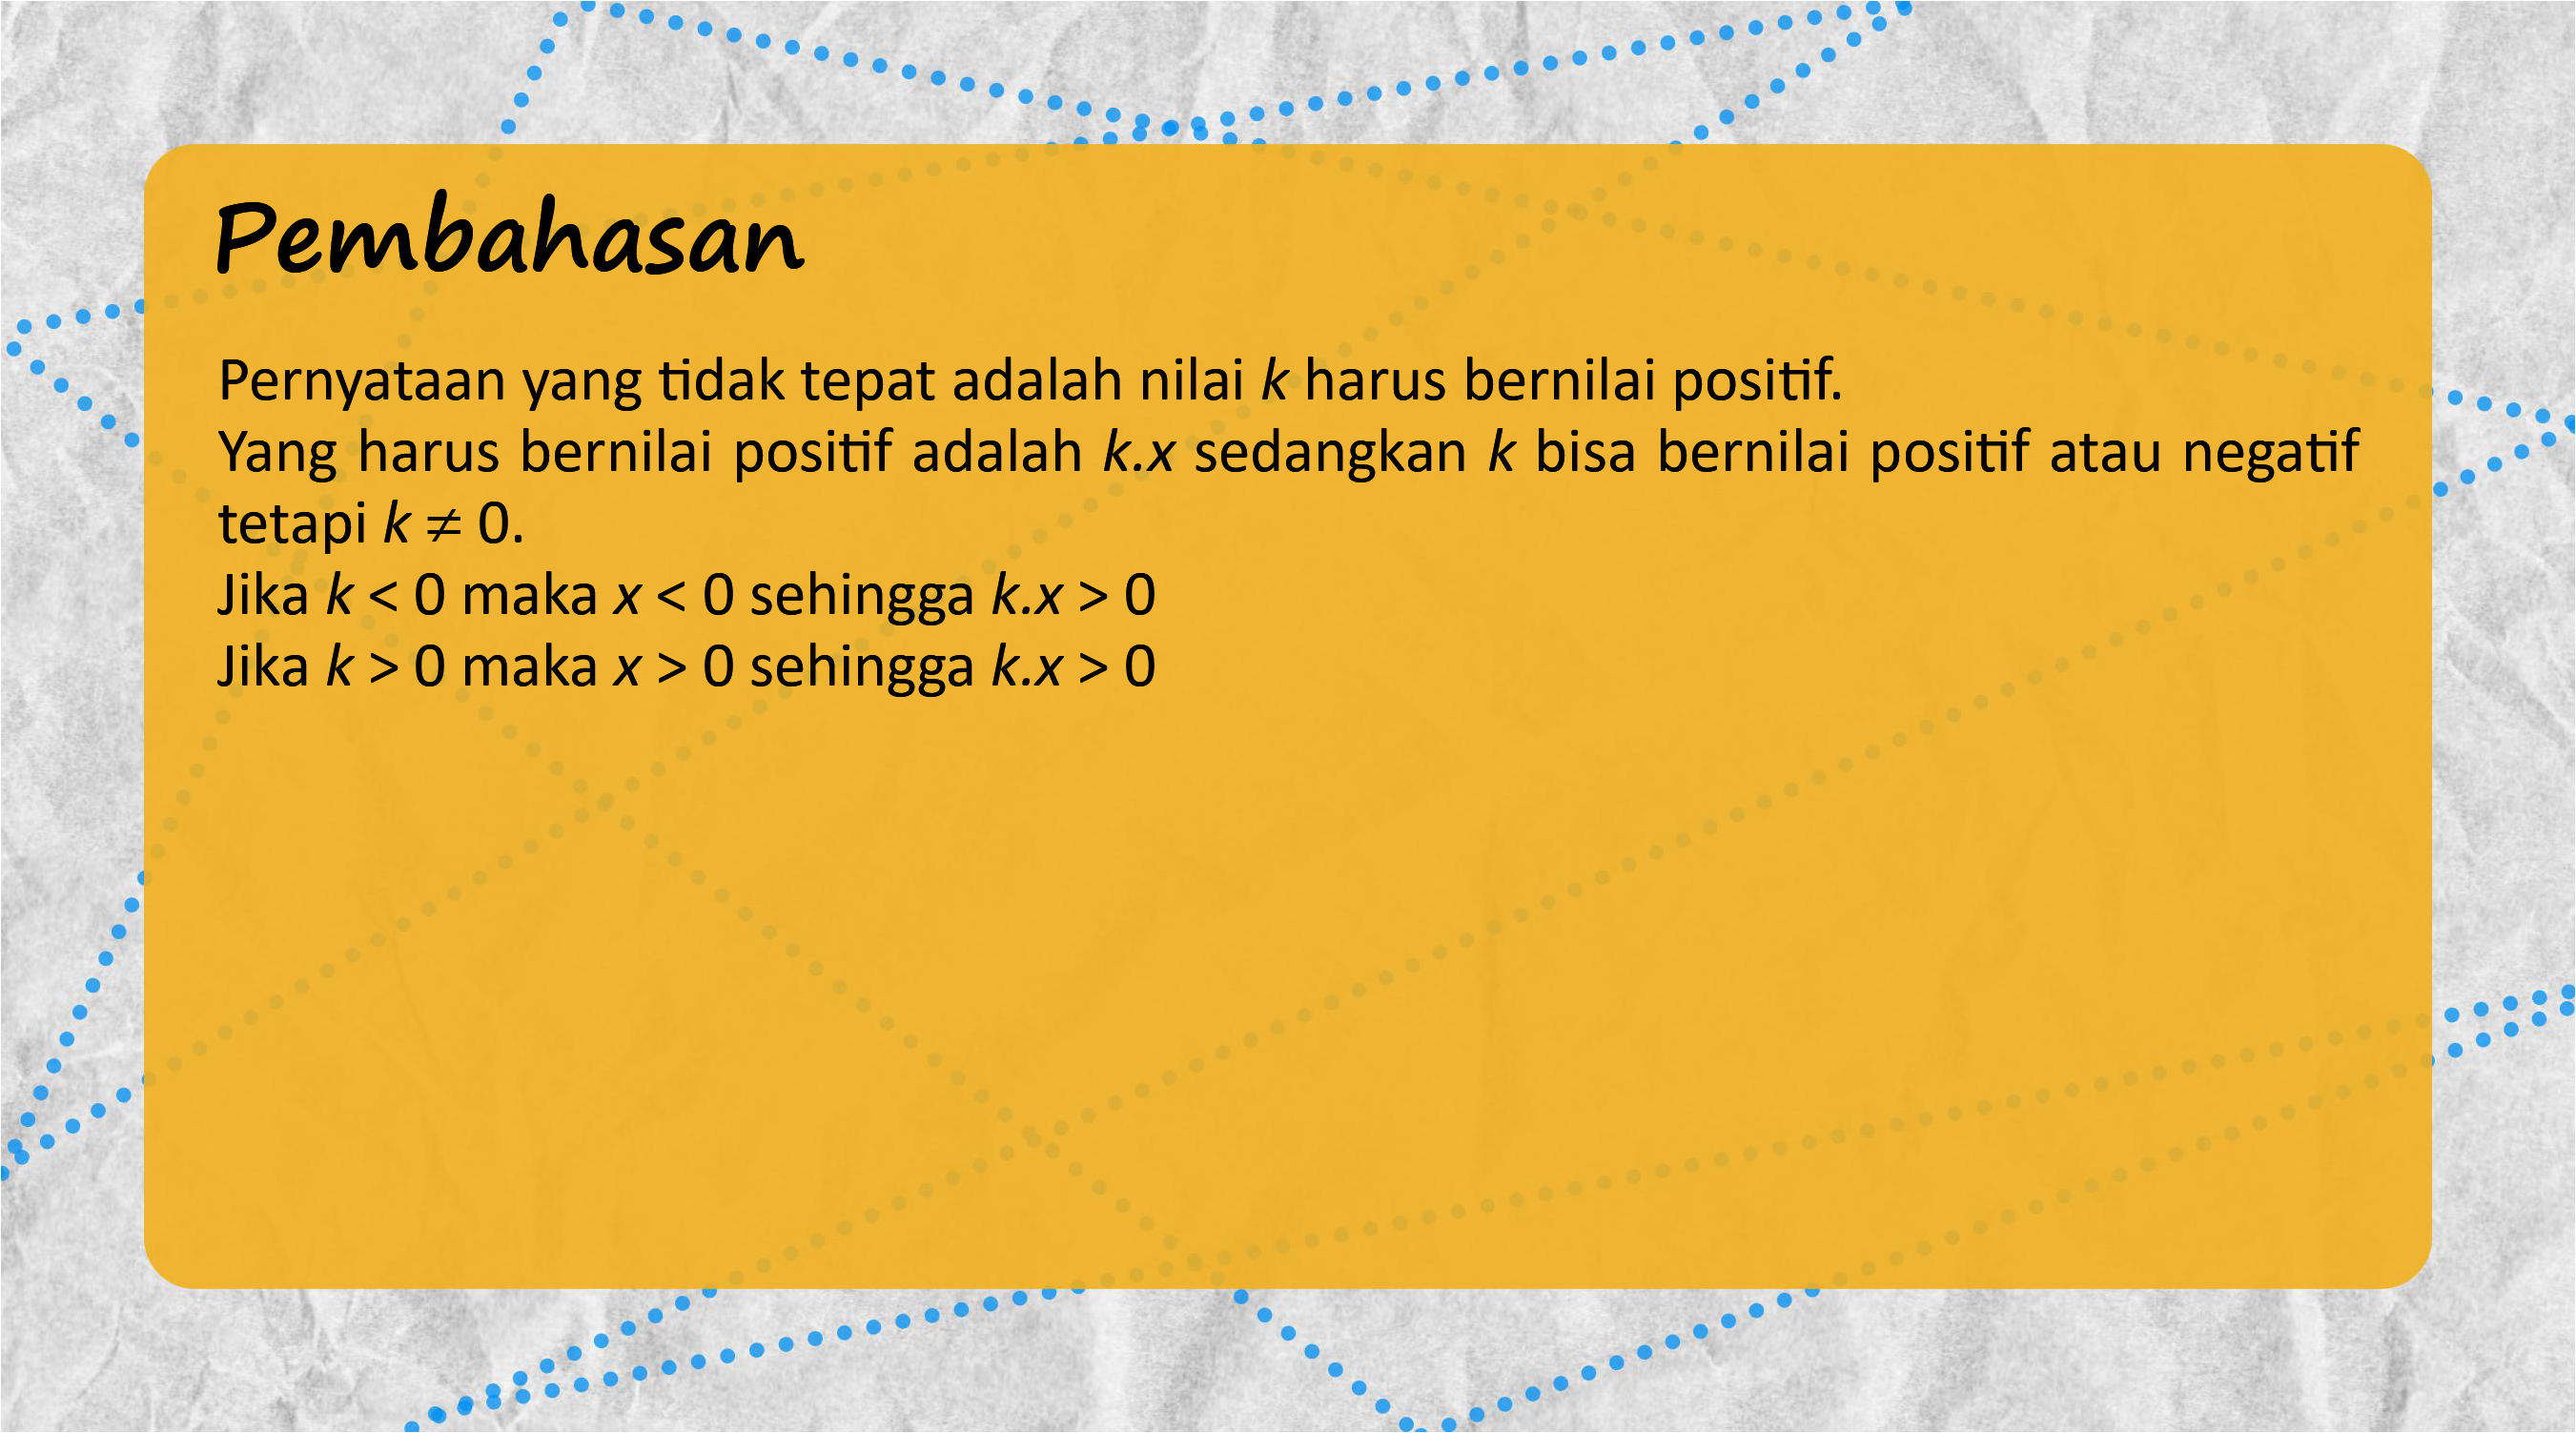 Pembahasan
Pernyataan yang tidak tepat adalah nilai k harus bernilai positif.
Yang harus bernilai positif adalah k.x sedangkan k bisa bernilai positif atau negatif
tetapi k ≠ 0.
Jika k < 0 maka x < 0 sehingga k.x > 0
Jika k > 0 maka x > 0 sehingga k.x > 0